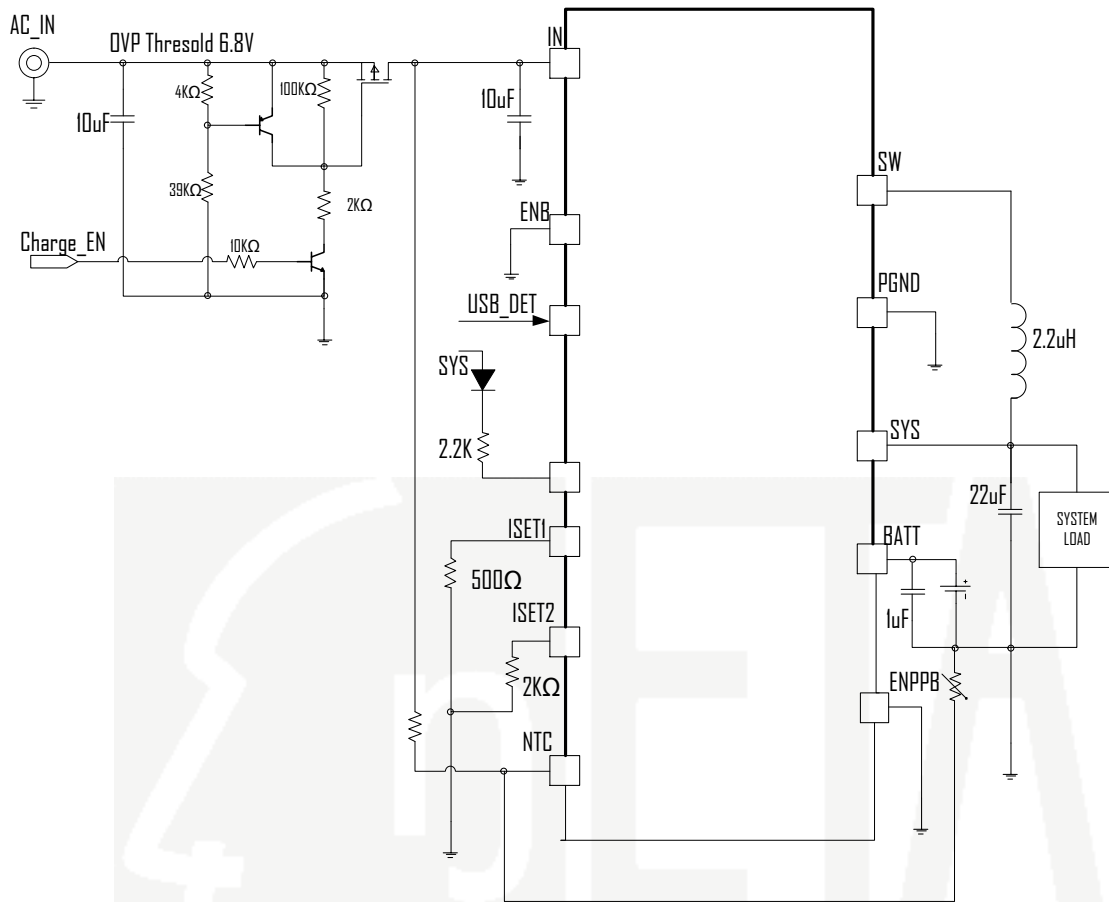 AC_IN
OVP Thresold 6.8V
IN
4KΩ
100KΩ
10uF
10uF
39KΩ
2KΩ
SW
ENB
Charge_EN
10KΩ
PGND
USB_DET
2.2uH
SYS
SYS
2.2K
22uF
SYSTEM
LOAD
ISET1
BATT
500Ω
+
-
1uF
ISET2
2KΩ
ENPPB
NTC